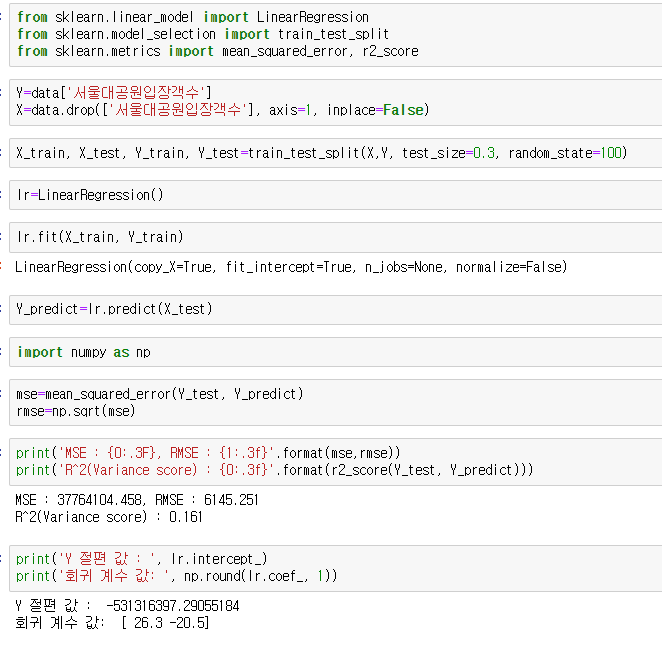 from sklearn.linear_model import LinearRegression
from sklearn.model_selection import train_test_split
from sklearn.metrics import mean_squared_error, r2_score
Y=data['서울대공원입장객수']
X=data.drop(['서울대공원입장객수'], axis=1, inplace=False)
X_train, X_test, Y_train, Y_test=train_test_split(X,Y, test_size=0.3, random_state=100)
lr=LinearRegression()
lr.fit(X_train, Y_train)
LinearRegression(copy_X=True, fit_intercept=True, n_jobs=None, normalize=False)
Y_predict=lr.predict(X_test)
import numpy as np
mse=mean_squared_error(Y_test, Y_predict)
rmse=np.sqrt(mse)
print('MSE : {0:.3F}, RMSE : {1:.3f}'.format(mse,rmse))
print('R^2(Variance score) : {0:.3f}'.format(r2_score(Y_test, Y_predict)))
MSE : 37764104.458, RMSE : 6145.251
R^2(Variance score) : 0.161
print('Y 절편 값 : ', lr.intercept_)
print('회귀 계수 값: ', np.round(lr.coef_, 1))
Y 절편 값 :  -531316397.29055184
회귀 계수 값:  [ 26.3 -20.5]